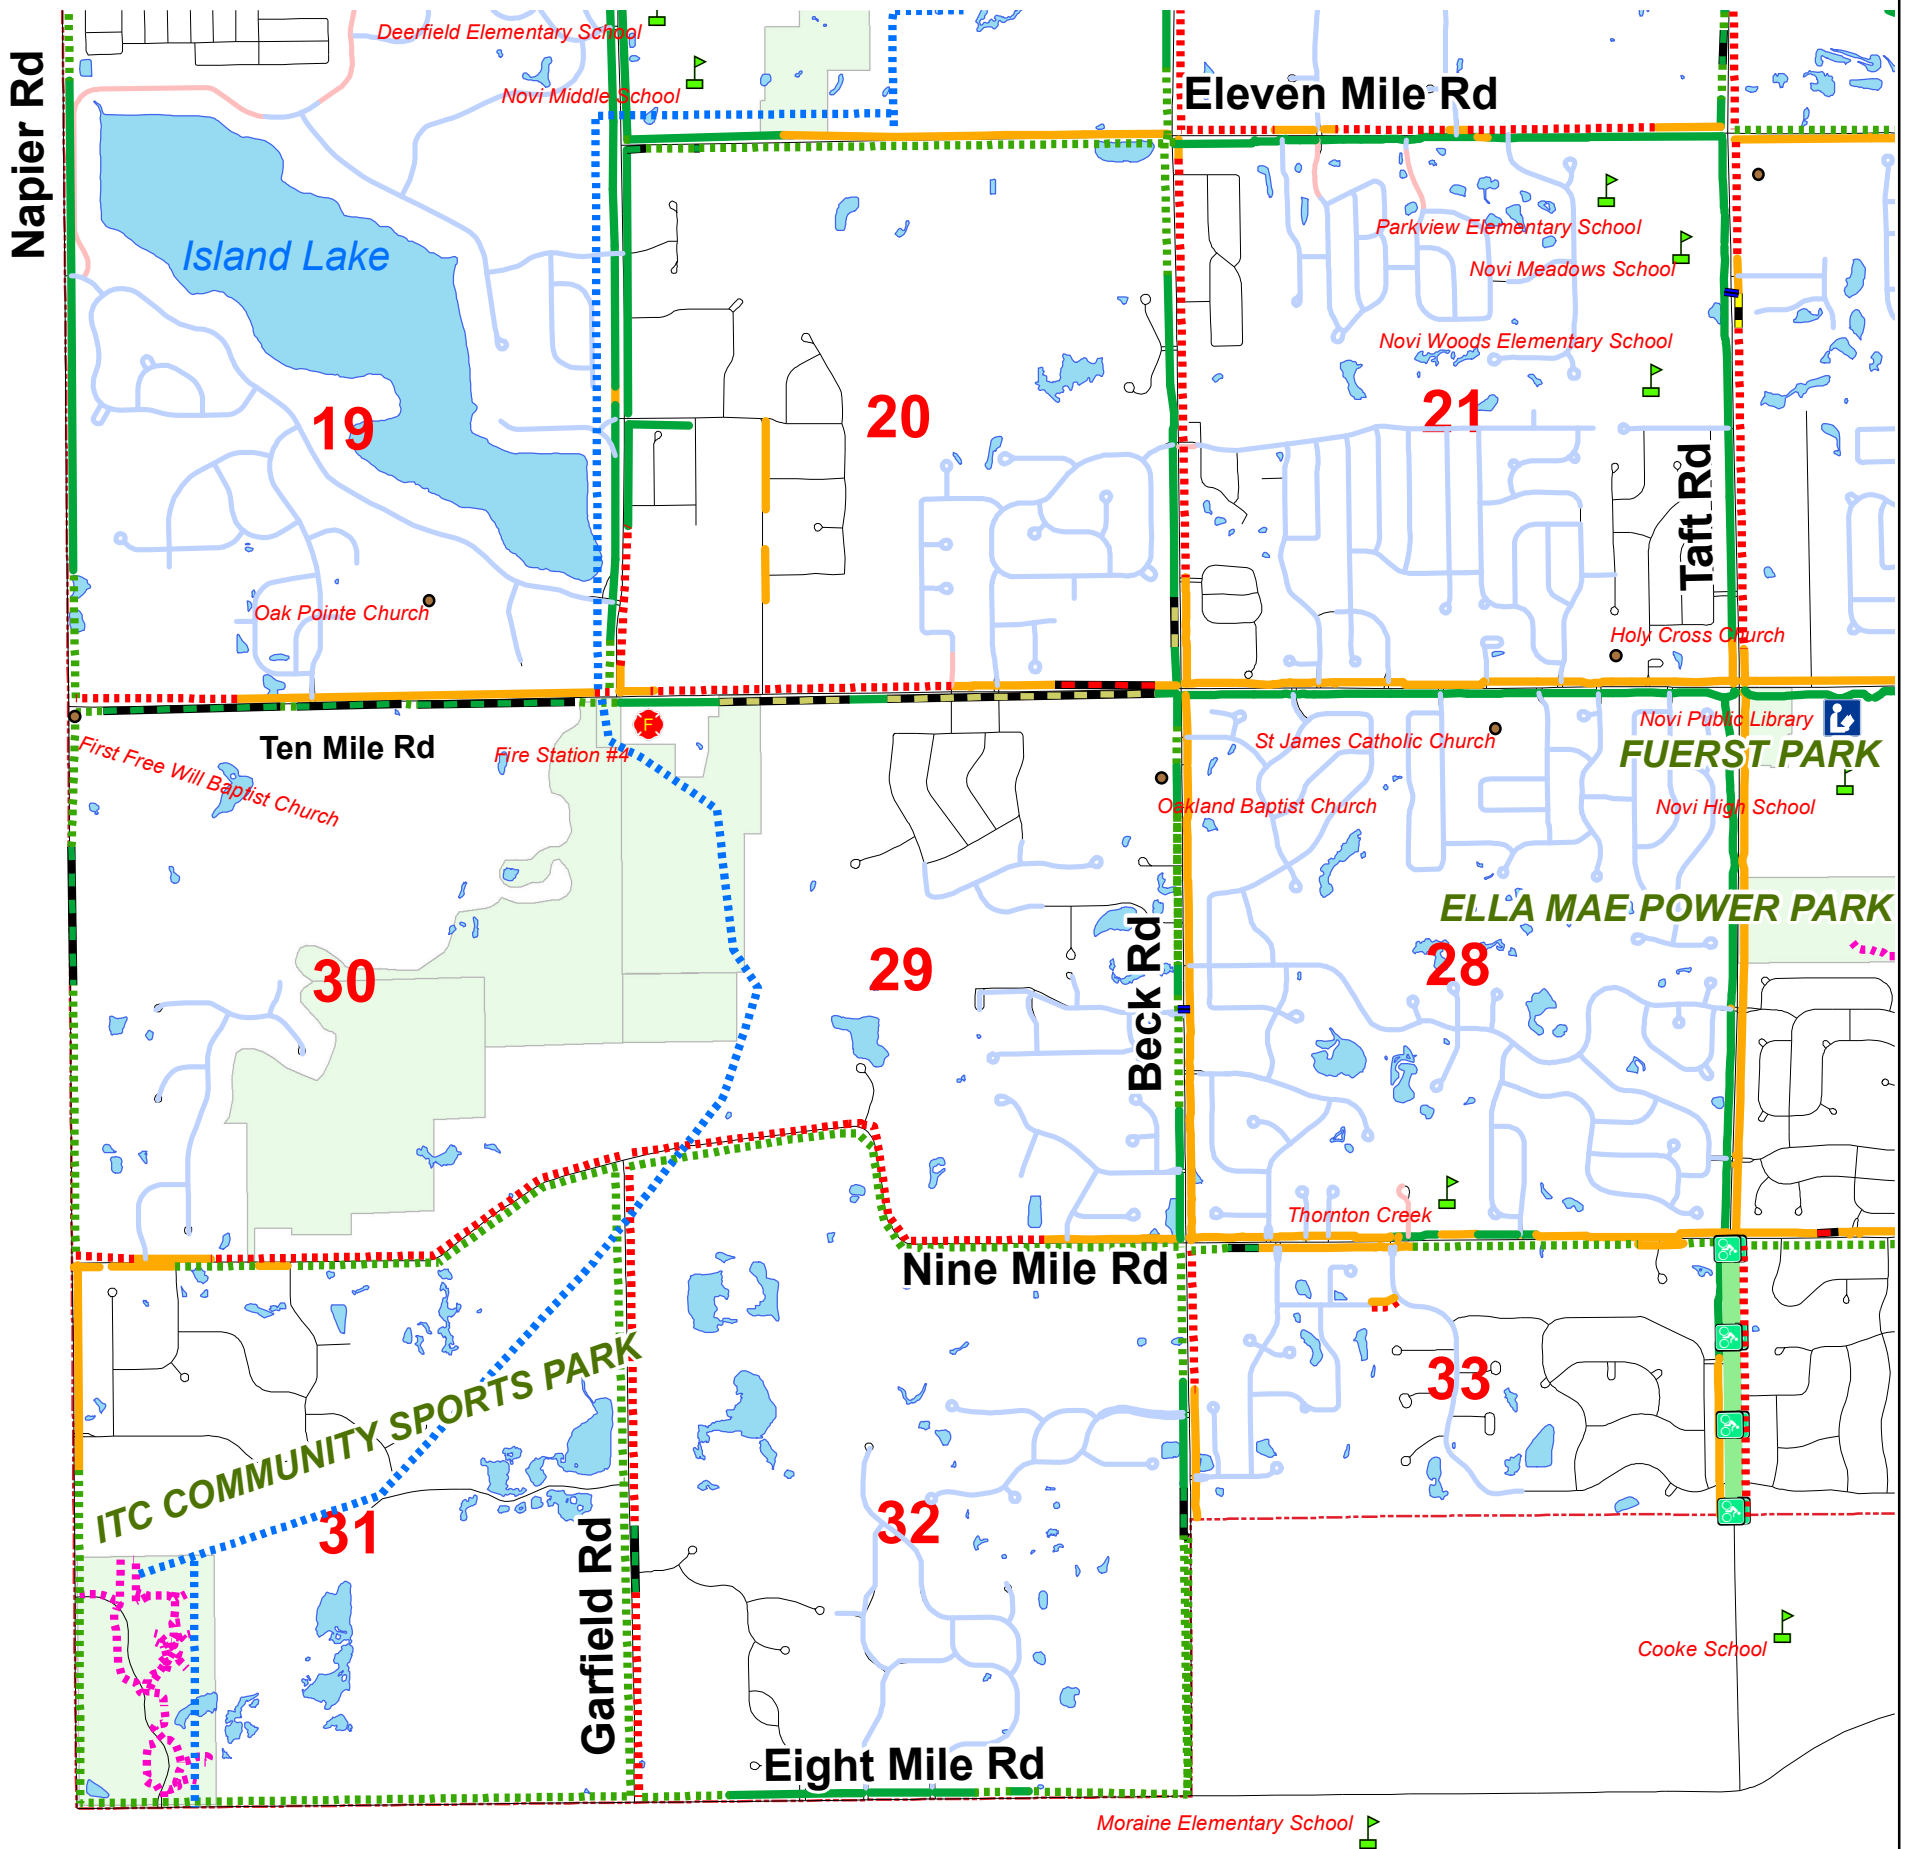 Deerfield Elementary School
Novi Middle School
Eleven Mile Rd
Napier Rd
Island Lake
Parkview Elementary School
Novi Meadows School
Novi Woods Elementary School
19
20
21
Taft Rd
Oak Pointe Church
Holy Cross Church
F
Novi Public Library
Ten Mile Rd
Fire Station #4
St James Catholic Church
FUERST PARK
First Free Will Baptist Church
Oakland Baptist Church
Novi High School
ELLA MAE POWER PARK
30
29
28
Beck Rd
Thornton Creek
Nine Mile Rd
ITC COMMUNITY SPORTS PARK
33
31
32
Garfield Rd
Cooke School
Eight Mile Rd
Moraine Elementary School